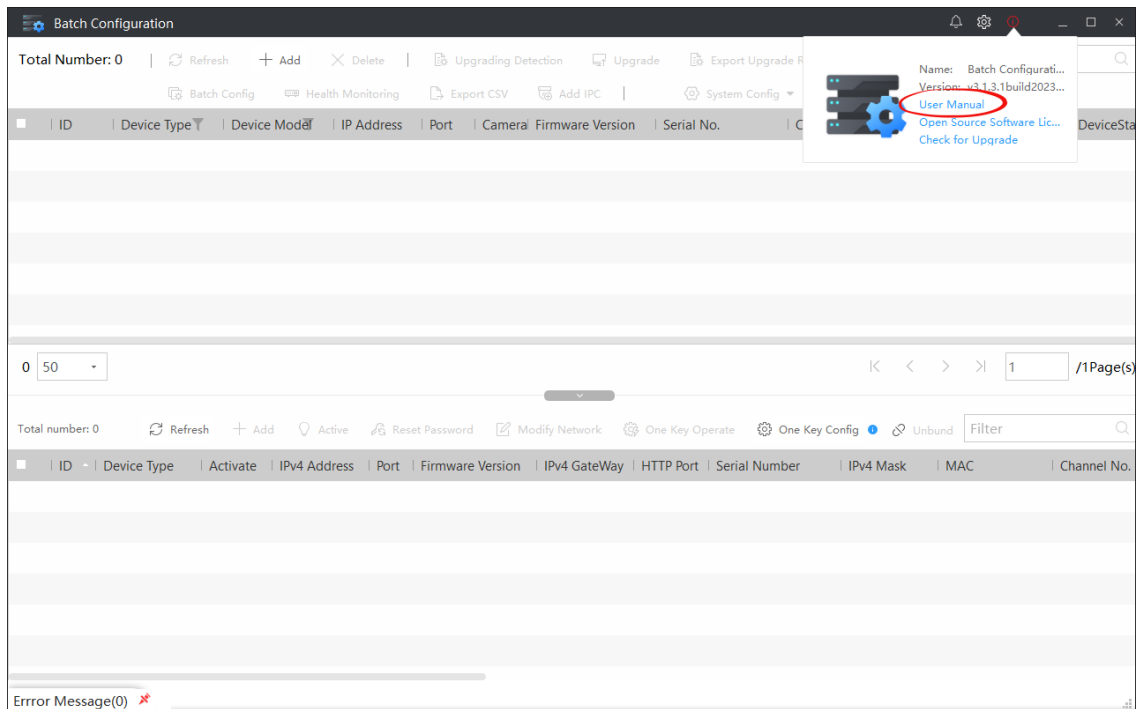 Batch Configuration
Total Number: 0 Refresh Add Delete Upgrading Detection Upgrade Export Upgrade R
Batch Config Health Monitoring Export CSV Add IPC System Config
Name: Batch Configurati...
Version: v3.1.3.1build2023...
User Manual
Open Source Software Lic...
Check for Upgrade
ID Device Type Device Model IP Address Port Camera Firmware Version Serial No. C DeviceSta
0 50 1 /1Page(s)
Total number: 0 Refresh Add Active Reset Password Modify Network One Key Operate One Key Config Unbund Filter
ID Device Type Activate IPv4 Address Port Firmware Version IPv4 GateWay HTTP Port Serial Number IPv4 Mask MAC Channel No.
Errror Message(0)